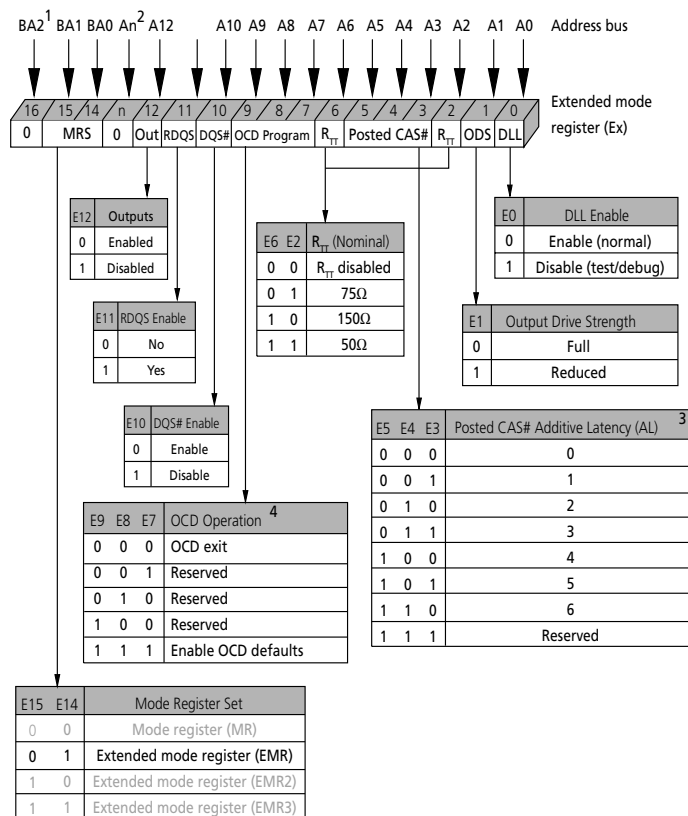 BA2¹ BA1 BA0 An² A12 A10 A9 A8 A7 A6 A5 A4 A3 A2 A1 A0 Address bus
16 15 14 n 12 11 10 9 8 7 6 5 4 3 2 1 0
Extended mode
register (Ex)
0 MRS 0 Out RDQS DQS# OCD Program RTT Posted CAS# RTT ODS DLL
E12 Outputs
0 Enabled
1 Disabled
E6 E2 RTT (Nominal)
0 0 RTT disabled
0 1 75Ω
1 0 150Ω
1 1 50Ω
E0 DLL Enable
0 Enable (normal)
1 Disable (test/debug)
E11 RDQS Enable
0 No
1 Yes
E1 Output Drive Strength
0 Full
1 Reduced
E10 DQS# Enable
0 Enable
1 Disable
E5 E4 E3 Posted CAS# Additive Latency (AL) 3
0 0 0 0
0 0 1 1
0 1 0 2
0 1 1 3
1 0 0 4
1 0 1 5
1 1 0 6
1 1 1 Reserved
E9 E8 E7 OCD Operation 4
0 0 0 OCD exit
0 0 1 Reserved
0 1 0 Reserved
1 0 0 Reserved
1 1 1 Enable OCD defaults
E15 E14 Mode Register Set
0 0 Mode register (MR)
0 1 Extended mode register (EMR)
1 0 Extended mode register (EMR2)
1 1 Extended mode register (EMR3)